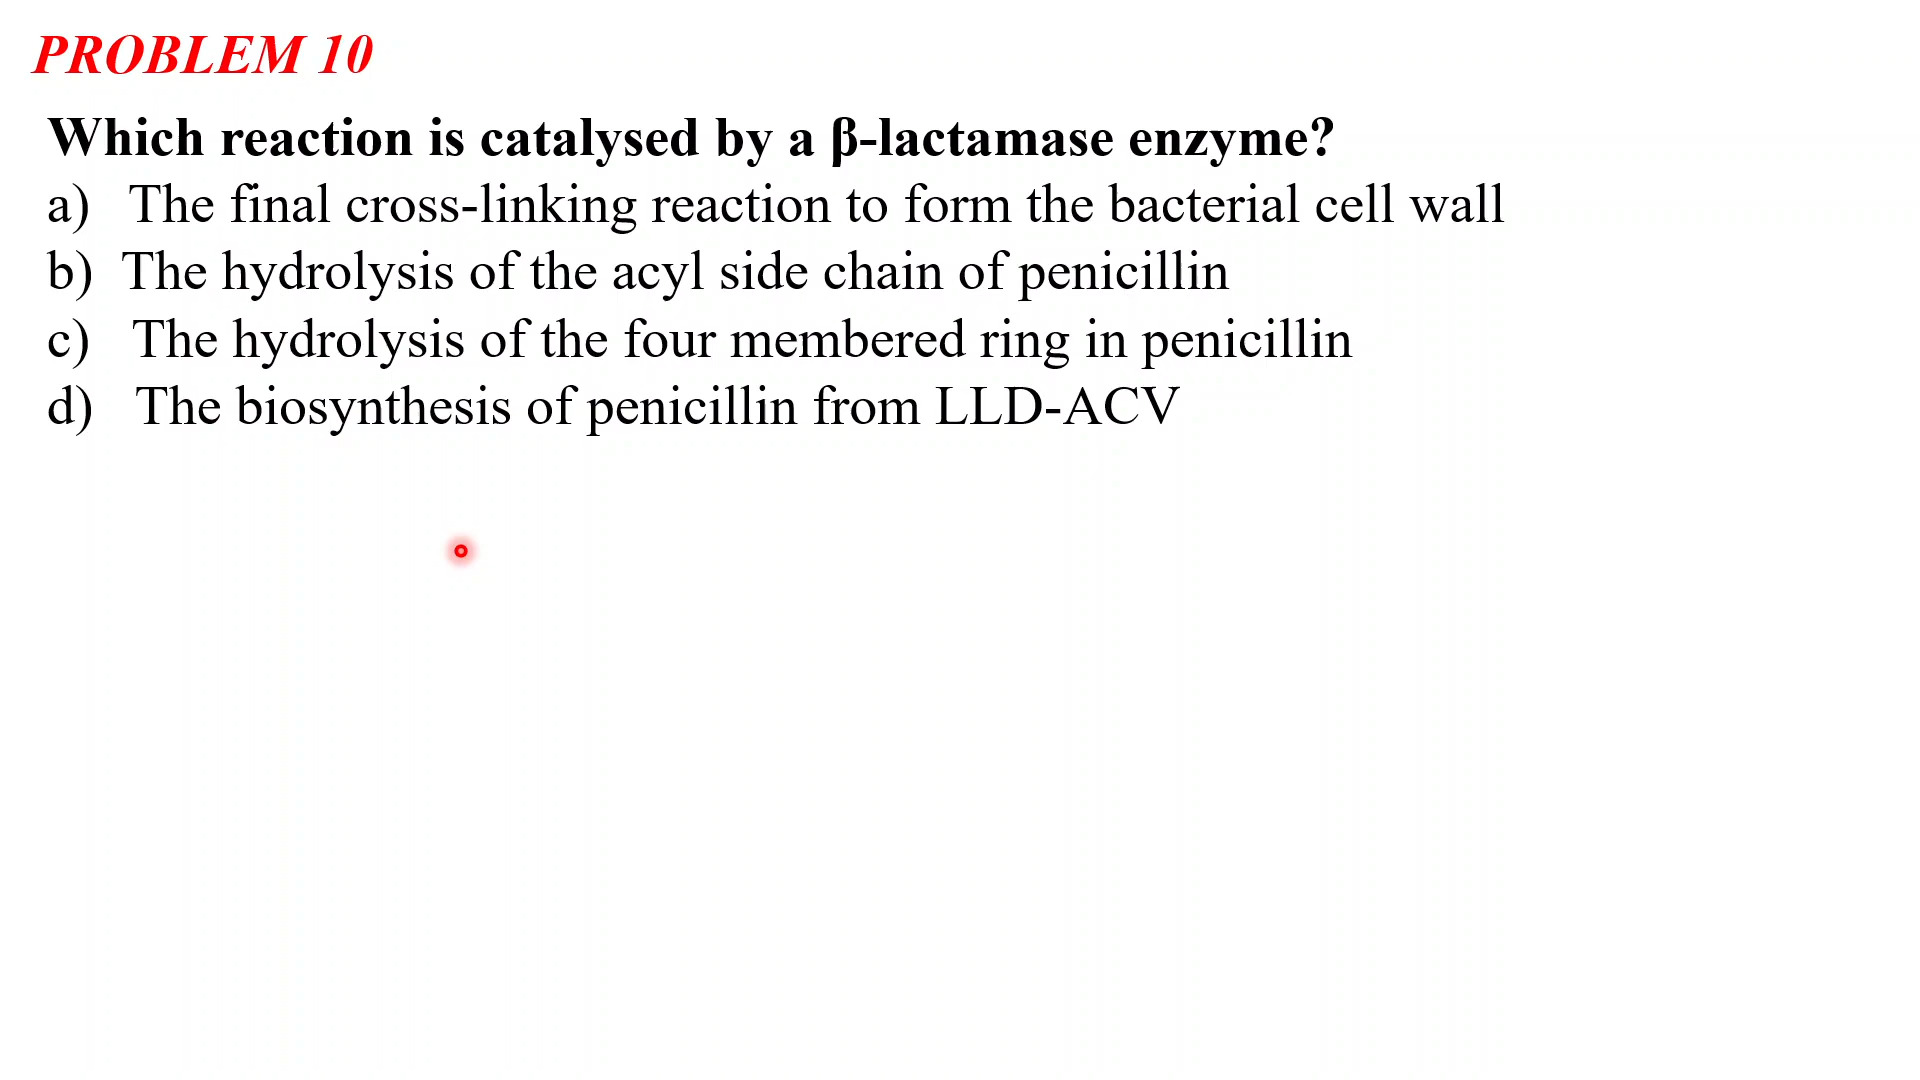 PROBLEM 10
Which reaction is catalysed by a β-lactamase enzyme?
a) The final cross-linking reaction to form the bacterial cell wall
b) The hydrolysis of the acyl side chain of penicillin
c) The hydrolysis of the four membered ring in penicillin
d) The biosynthesis of penicillin from LLD-ACV